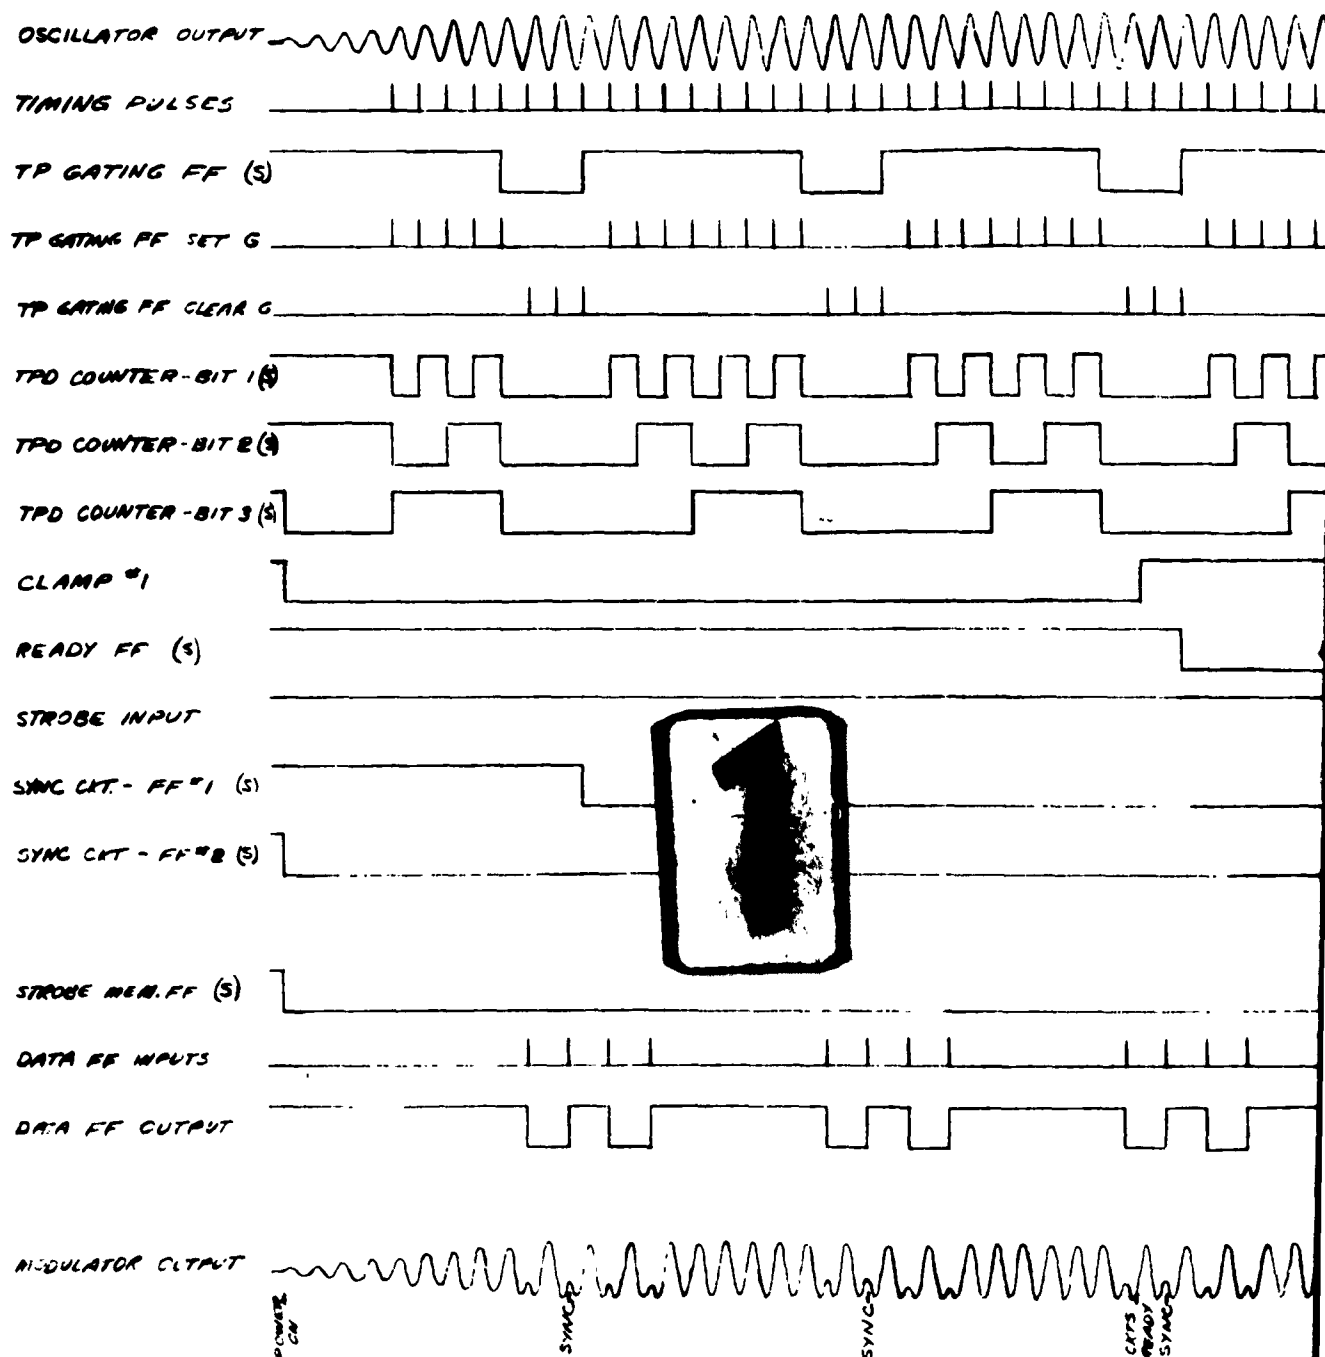 OSCILLATOR OUTPUT
TIMING PULSES
TP GATING FF (S)
TP GATING FF SET G
TP GATING FF CLEAR G
TPD COUNTER-BIT 1 (S)
TPD COUNTER-BIT 2 (S)
TPD COUNTER-BIT 3 (S)
CLAMP #1
READY FF (S)
STROBE INPUT
SYNC CKT. - FF #1 (S)
1
SYNC CKT - FF #2 (S)
STROBE MEM. FF (S)
DATA FF INPUTS
DATA FF OUTPUT
MODULATOR OUTPUT
POWER ON
SYNC
SYNC
CKTS READY
SYNC